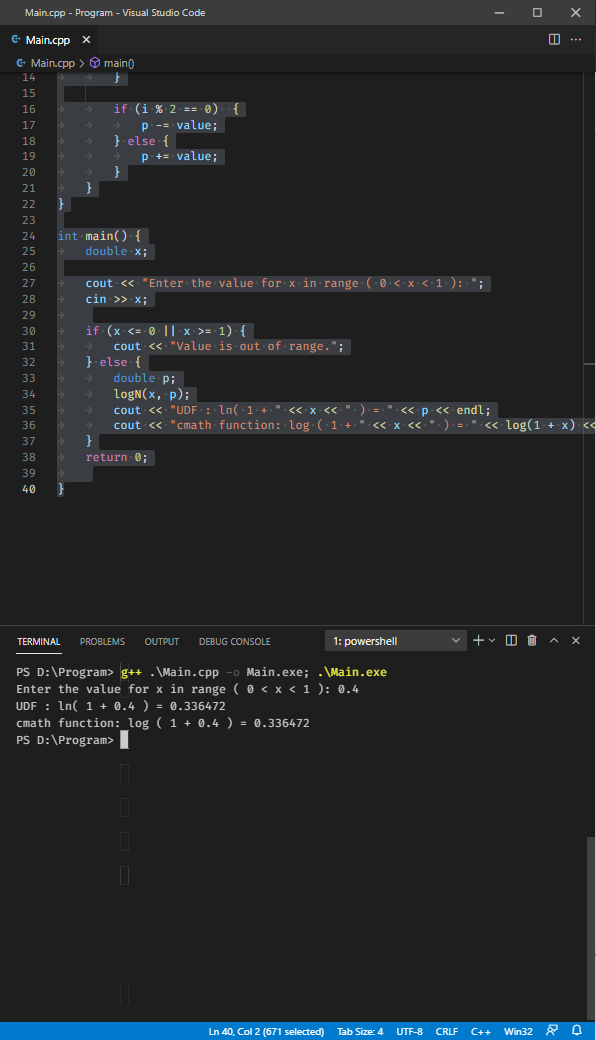 Main.cpp - Program - Visual Studio Code
Main.cpp
Main.cpp > main()
14 }
15
16 if (i % 2 == 0) {
17 p -= value;
18 } else {
19 p += value;
20 }
21 }
22 }
23
24 int main() {
25 double x;
26
27 cout << "Enter the value for x in range ( 0 < x < 1 ): ";
28 cin >> x;
29
30 if (x <= 0 || x >= 1) {
31 cout << "Value is out of range.";
32 } else {
33 double p;
34 logN(x, p);
35 cout << "UDF : ln( 1 + " << x << " ) = " << p << endl;
36 cout << "cmath function: log ( 1 + " << x << " ) = " << log(1 + x) <<
37 }
38 return 0;
39
40 }
TERMINAL PROBLEMS OUTPUT DEBUG CONSOLE 1: powershell
PS D:\Program> g++ .\Main.cpp -o Main.exe; .\Main.exe
Enter the value for x in range ( 0 < x < 1 ): 0.4
UDF : ln( 1 + 0.4 ) = 0.336472
cmath function: log ( 1 + 0.4 ) = 0.336472
PS D:\Program>
Ln 40, Col 2 (671 selected) Tab Size: 4 UTF-8 CRLF C++ Win32